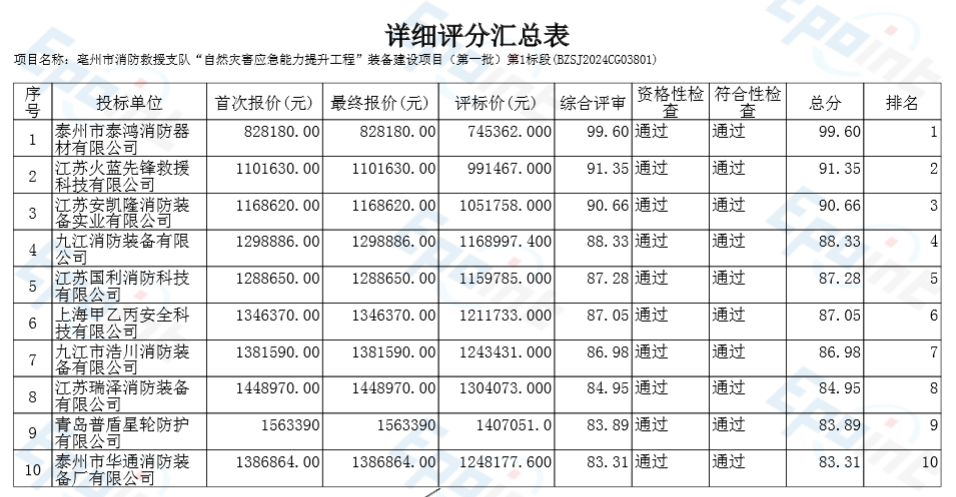 详细评分汇总表
项目名称：亳州市消防救援支队“自然灾害应急能力提升工程”装备建设项目（第一批）第1标段(BZSJ2024CG03801)
序号 投标单位 首次报价(元) 最终报价(元) 评标价(元) 综合评审 资格性检查 符合性检查 总分 排名
1 泰州市泰鸿消防器材有限公司 828180.00 828180.00 745362.000 99.60 通过 通过 99.60 1
2 江苏火蓝先锋救援科技有限公司 1101630.00 1101630.00 991467.000 91.35 通过 通过 91.35 2
3 江苏安凯隆消防装备实业有限公司 1168620.00 1168620.00 1051758.000 90.66 通过 通过 90.66 3
4 九江消防装备有限公司 1298886.00 1298886.00 1168997.400 88.33 通过 通过 88.33 4
5 江苏国利消防科技有限公司 1288650.00 1288650.00 1159785.000 87.28 通过 通过 87.28 5
6 上海甲乙丙安全科技有限公司 1346370.00 1346370.00 1211733.000 87.05 通过 通过 87.05 6
7 九江市浩川消防装备有限公司 1381590.00 1381590.00 1243431.000 86.98 通过 通过 86.98 7
8 江苏瑞泽消防装备有限公司 1448970.00 1448970.00 1304073.000 84.95 通过 通过 84.95 8
9 青岛普盾星轮防护有限公司 1563390 1563390 1407051.0 83.89 通过 通过 83.89 9
10 泰州市华通消防装备厂有限公司 1386864.00 1386864.00 1248177.600 83.31 通过 通过 83.31 10
Epoint